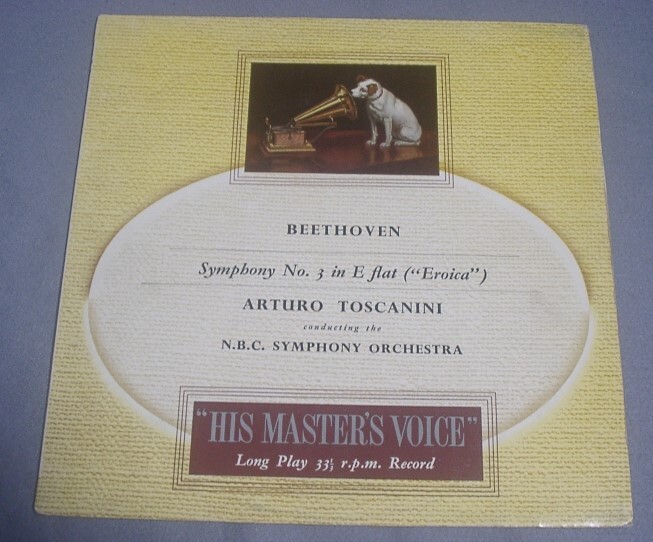 BEETHOVEN
Symphony No. 3 in E flat ("Eroica")
ARTURO TOSCANINI
conducting the
N.B.C. SYMPHONY ORCHESTRA
"HIS MASTER'S VOICE"
Long Play 33⅓ r.p.m. Record